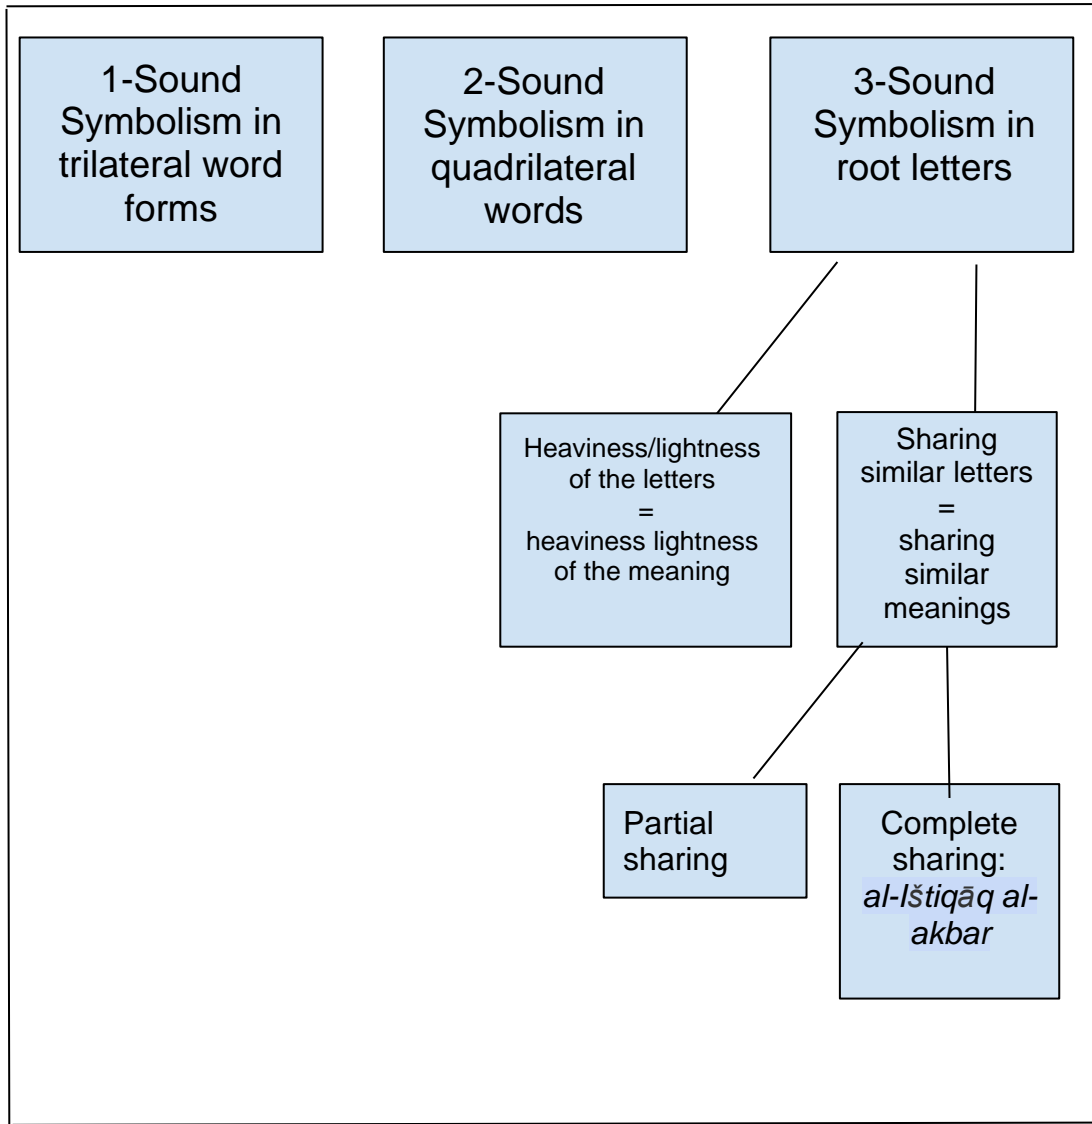 1-Sound
Symbolism in
trilateral word
forms
2-Sound
Symbolism in
quadrilateral
words
3-Sound
Symbolism in
root letters
Heaviness/lightness
of the letters
=
heaviness lightness
of the meaning
Sharing
similar letters
=
sharing
similar
meanings
Partial
sharing
Complete
sharing:
al-Ištiqāq al-
akbar